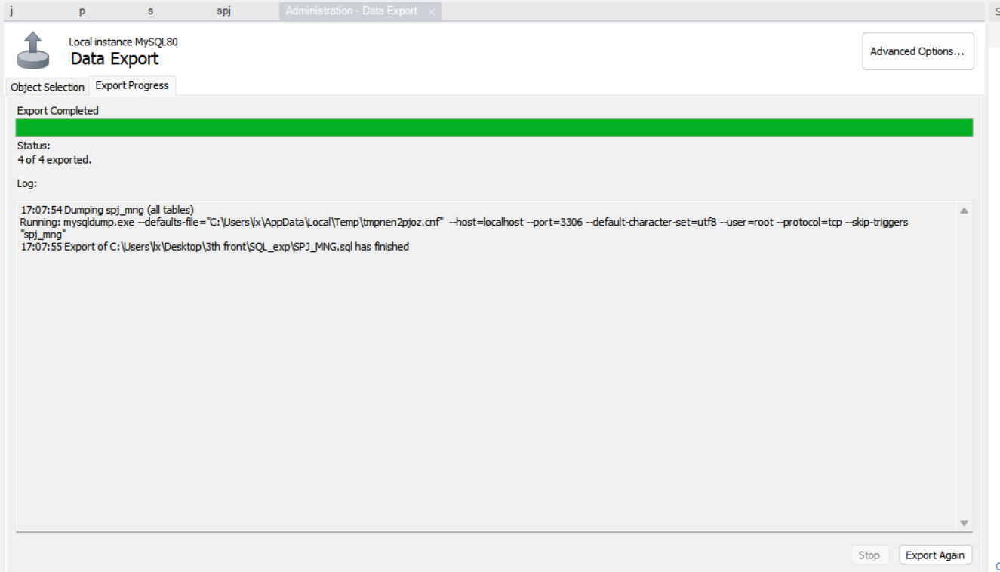 j p s spj Administration - Data Export ×
Local instance MySQL80
Data Export
Advanced Options...
Object Selection Export Progress
Export Completed
Status:
4 of 4 exported.
Log:
17:07:54 Dumping spj_mng (all tables)
Running: mysqldump.exe --defaults-file="C:\Users\lx\AppData\Local\Temp\tmpnen2pjoz.cnf"  --host=localhost --port=3306 --default-character-set=utf8 --user=root --protocol=tcp --skip-triggers
"spj_mng"
17:07:55 Export of C:\Users\lx\Desktop\3th front\SQL_exp\SPJ_MNG.sql has finished
Stop Export Again